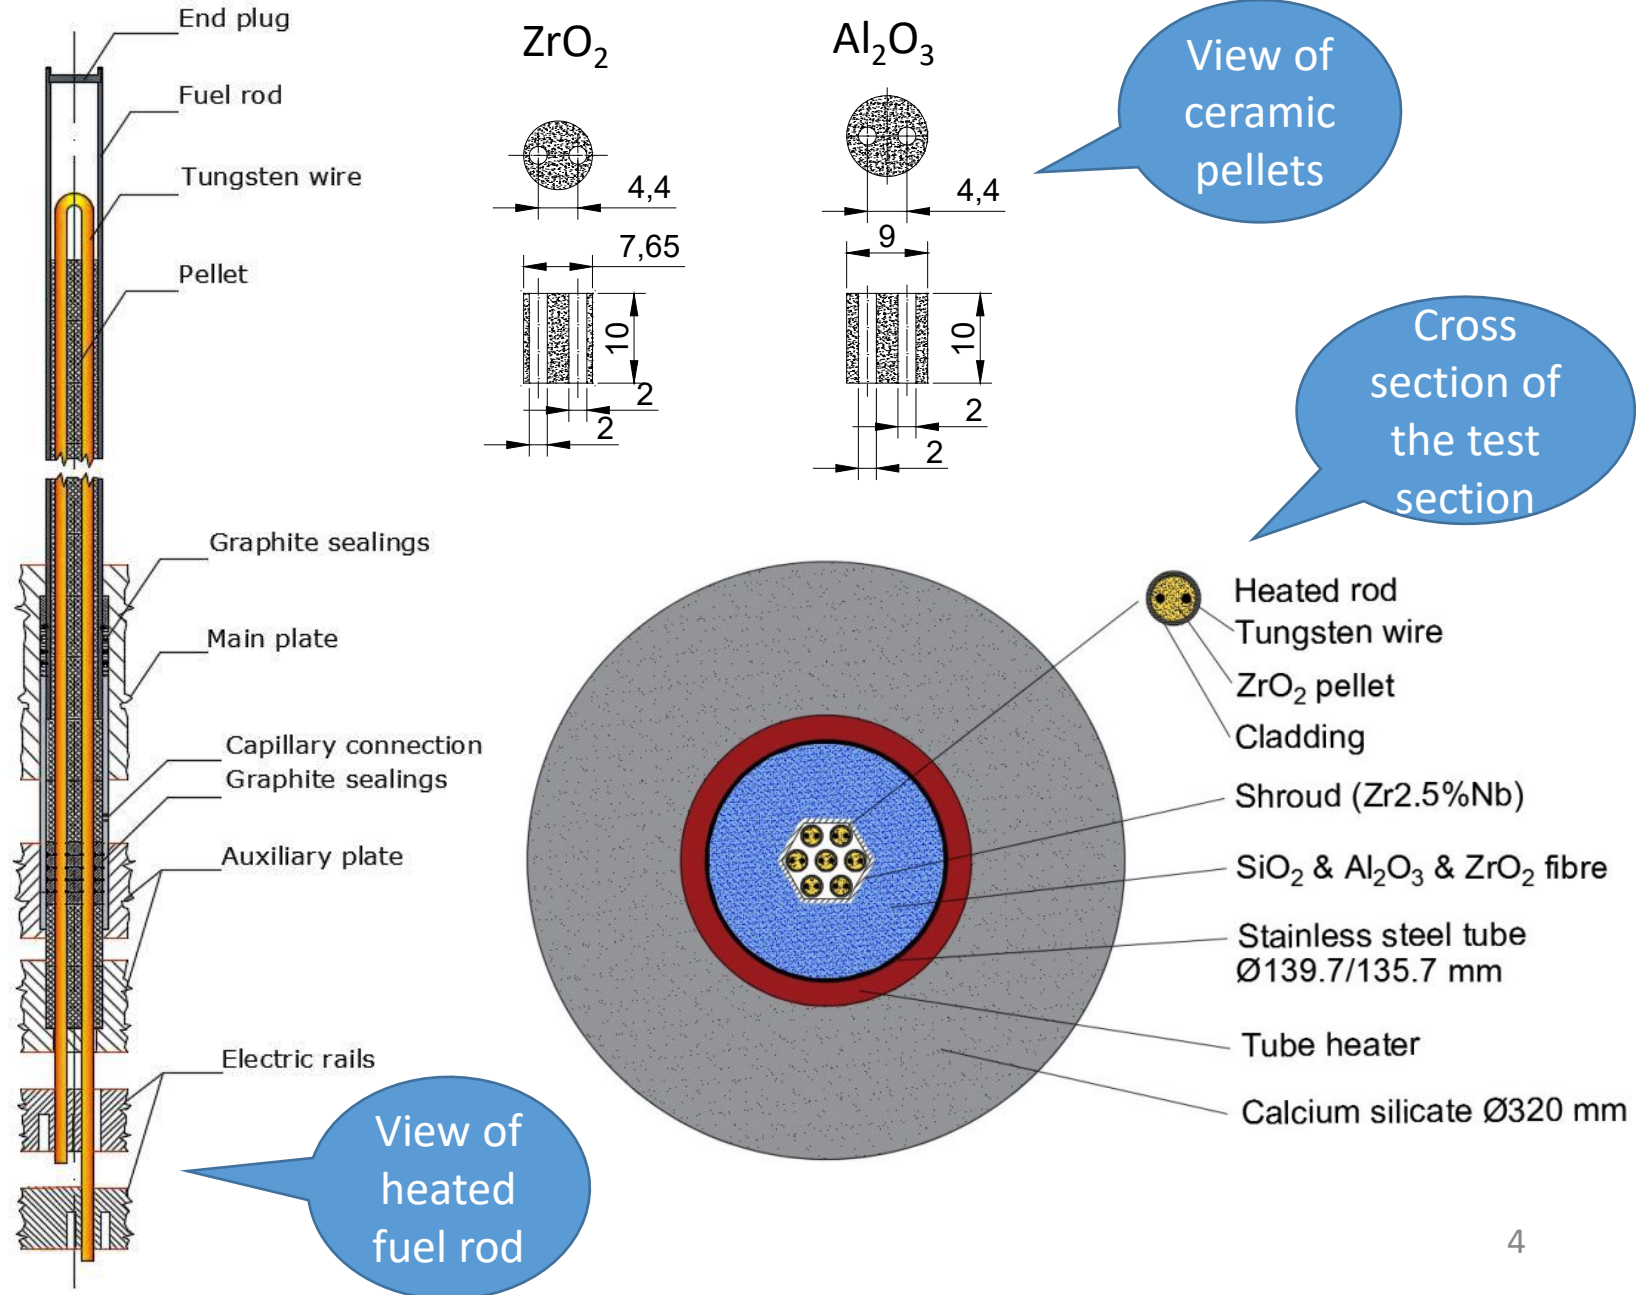 End plug
Fuel rod
Tungsten wire
Pellet
Graphite sealings
Main plate
Capillary connection
Graphite sealings
Auxiliary plate
Electric rails
View of
heated
fuel rod
ZrO₂
4,4
7,65
10
2
2
Al₂O₃
4,4
9
10
2
2
View of
ceramic
pellets
Cross
section of
the test
section
Heated rod
Tungsten wire
ZrO₂ pellet
Cladding
Shroud (Zr2.5%Nb)
SiO₂ & Al₂O₃ & ZrO₂ fibre
Stainless steel tube
Ø139.7/135.7 mm
Tube heater
Calcium silicate Ø320 mm
4